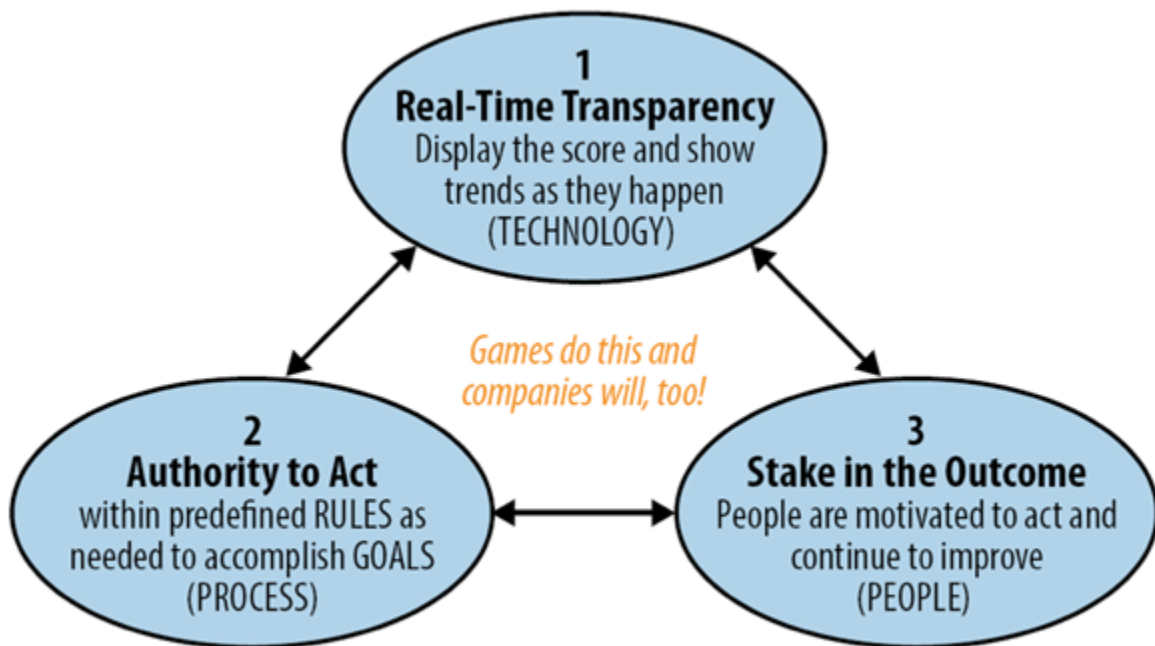 1
Real-Time Transparency
Display the score and show
trends as they happen
(TECHNOLOGY)
Games do this and
companies will, too!
2
Authority to Act
within predefined RULES as
needed to accomplish GOALS
(PROCESS)
3
Stake in the Outcome
People are motivated to act and
continue to improve
(PEOPLE)